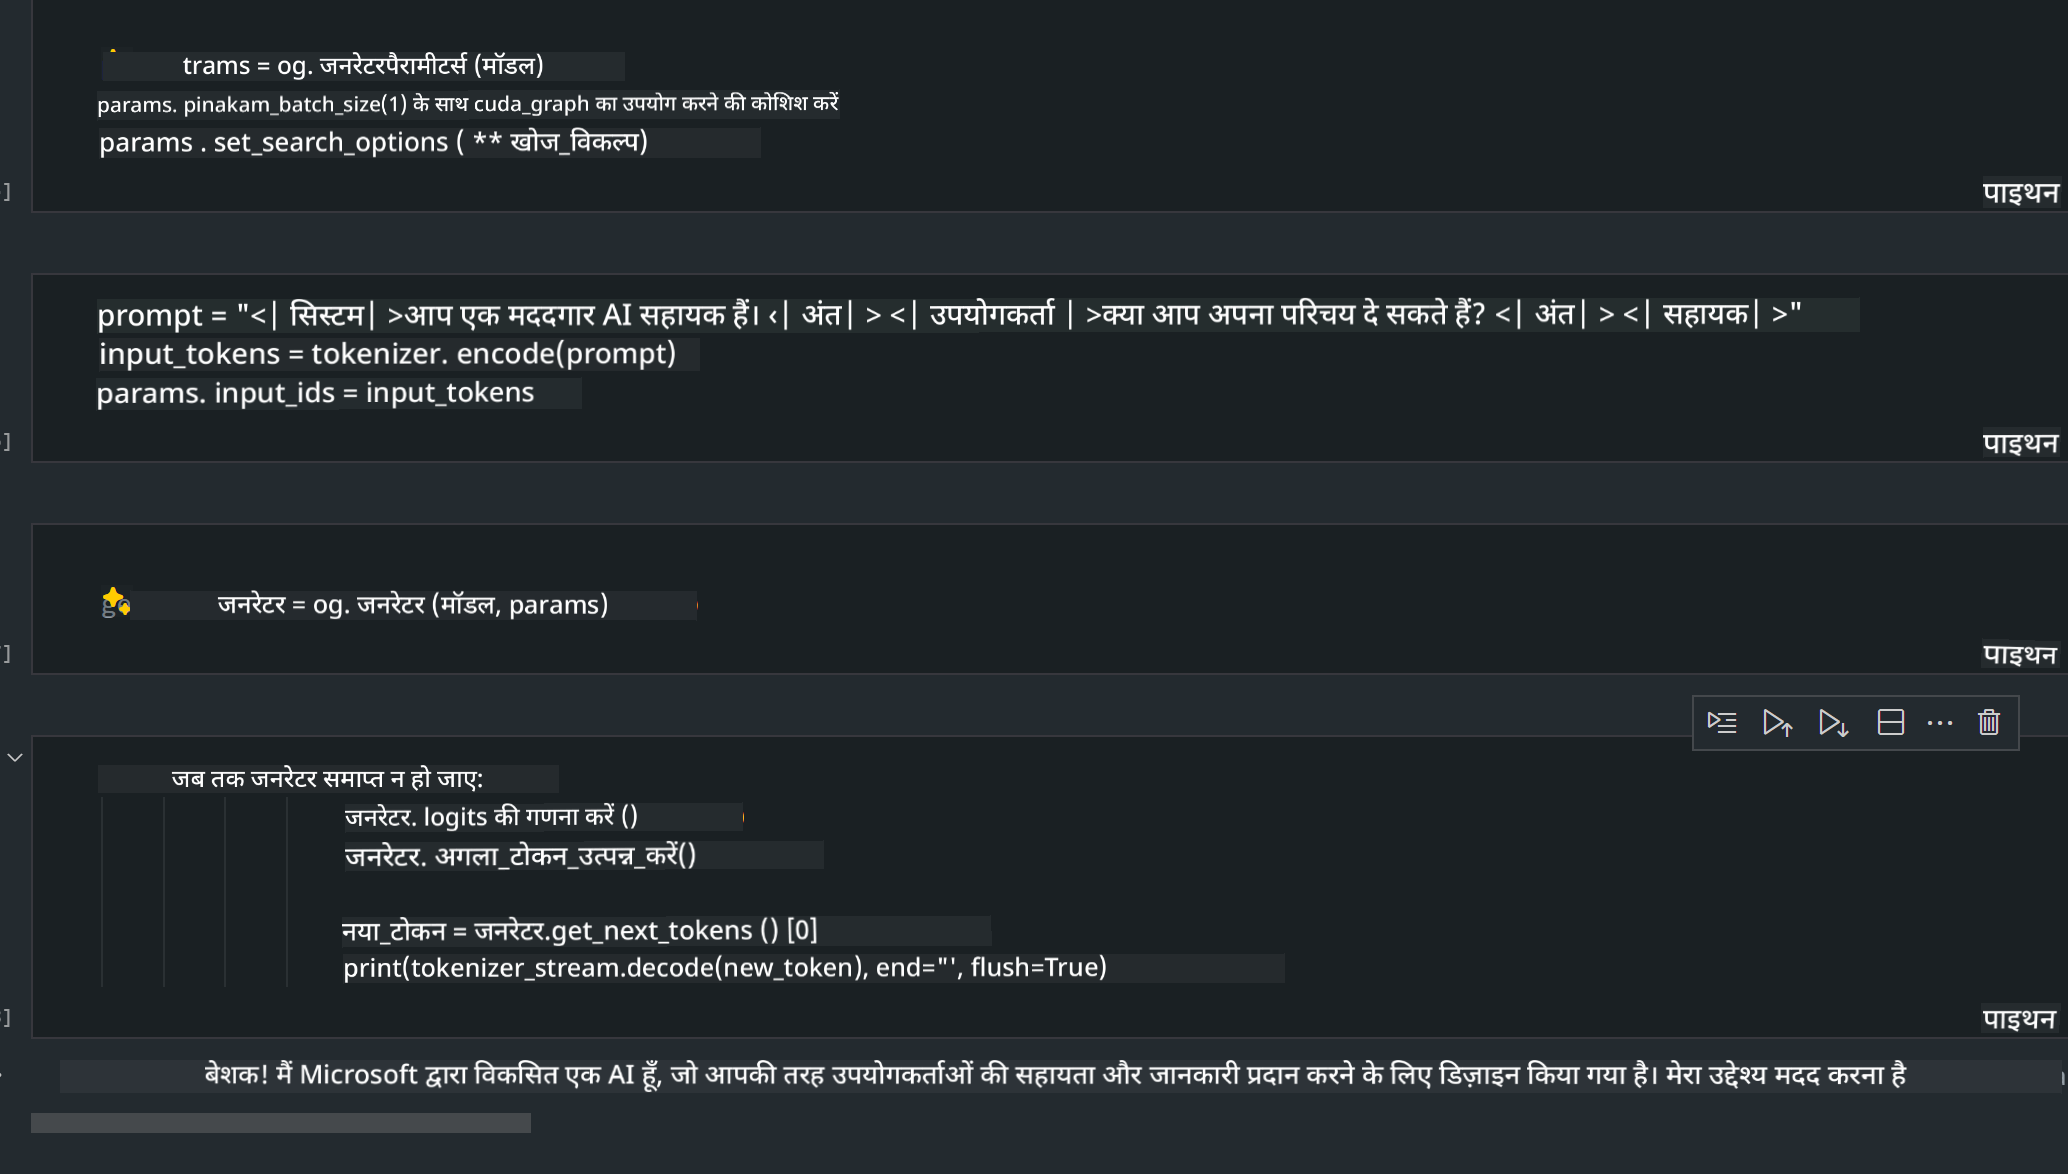 trams = og. जनरेटरपैरामीटर्स (मॉडल)
params. pinakam_batch_size(1) के साथ cuda_graph का उपयोग करने की कोशिश करें
params . set_search_options ( ** खोज_विकल्प)
]
पाइथन
prompt = "<| सिस्टम| >आप एक मददगार AI सहायक हैं। ‹| अंत| > <| उपयोगकर्ता | >क्या आप अपना परिचय दे सकते हैं? <| अंत| > <| सहायक| >"
input_tokens = tokenizer. encode(prompt)
params. input_ids = input_tokens
]
पाइथन
जनरेटर = og. जनरेटर (मॉडल, params)
]
पाइथन
जब तक जनरेटर समाप्त न हो जाए:
जनरेटर. logits की गणना करें ()
जनरेटर. अगला_टोकन_उत्पन्न_करें()
नया_टोकन = जनरेटर.get_next_tokens () [0]
print(tokenizer_stream.decode(new_token), end="', flush=True)
]
पाइथन
बेशक! मैं Microsoft द्वारा विकसित एक AI हूँ, जो आपकी तरह उपयोगकर्ताओं की सहायता और जानकारी प्रदान करने के लिए डिज़ाइन किया गया है। मेरा उद्देश्य मदद करना है